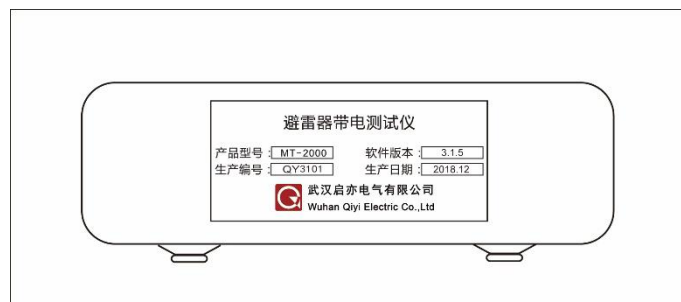 避雷器带电测试仪
产品型号：MT-2000 软件版本：3.1.5
生产编号：QY3101 生产日期：2018.12
武汉启亦电气有限公司
Wuhan Qiyi Electric Co.,Ltd